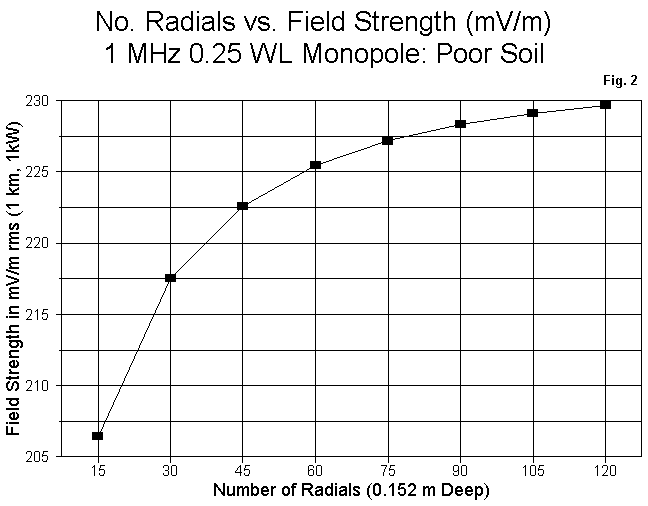 No. Radials vs. Field Strength (mV/m)
1 MHz 0.25 WL Monopole: Poor Soil
Fig. 2
Field Strength in mV/m rms (1 km, 1kW)
230
225
220
215
210
205
15 30 45 60 75 90 105 120
Number of Radials (0.152 m Deep)